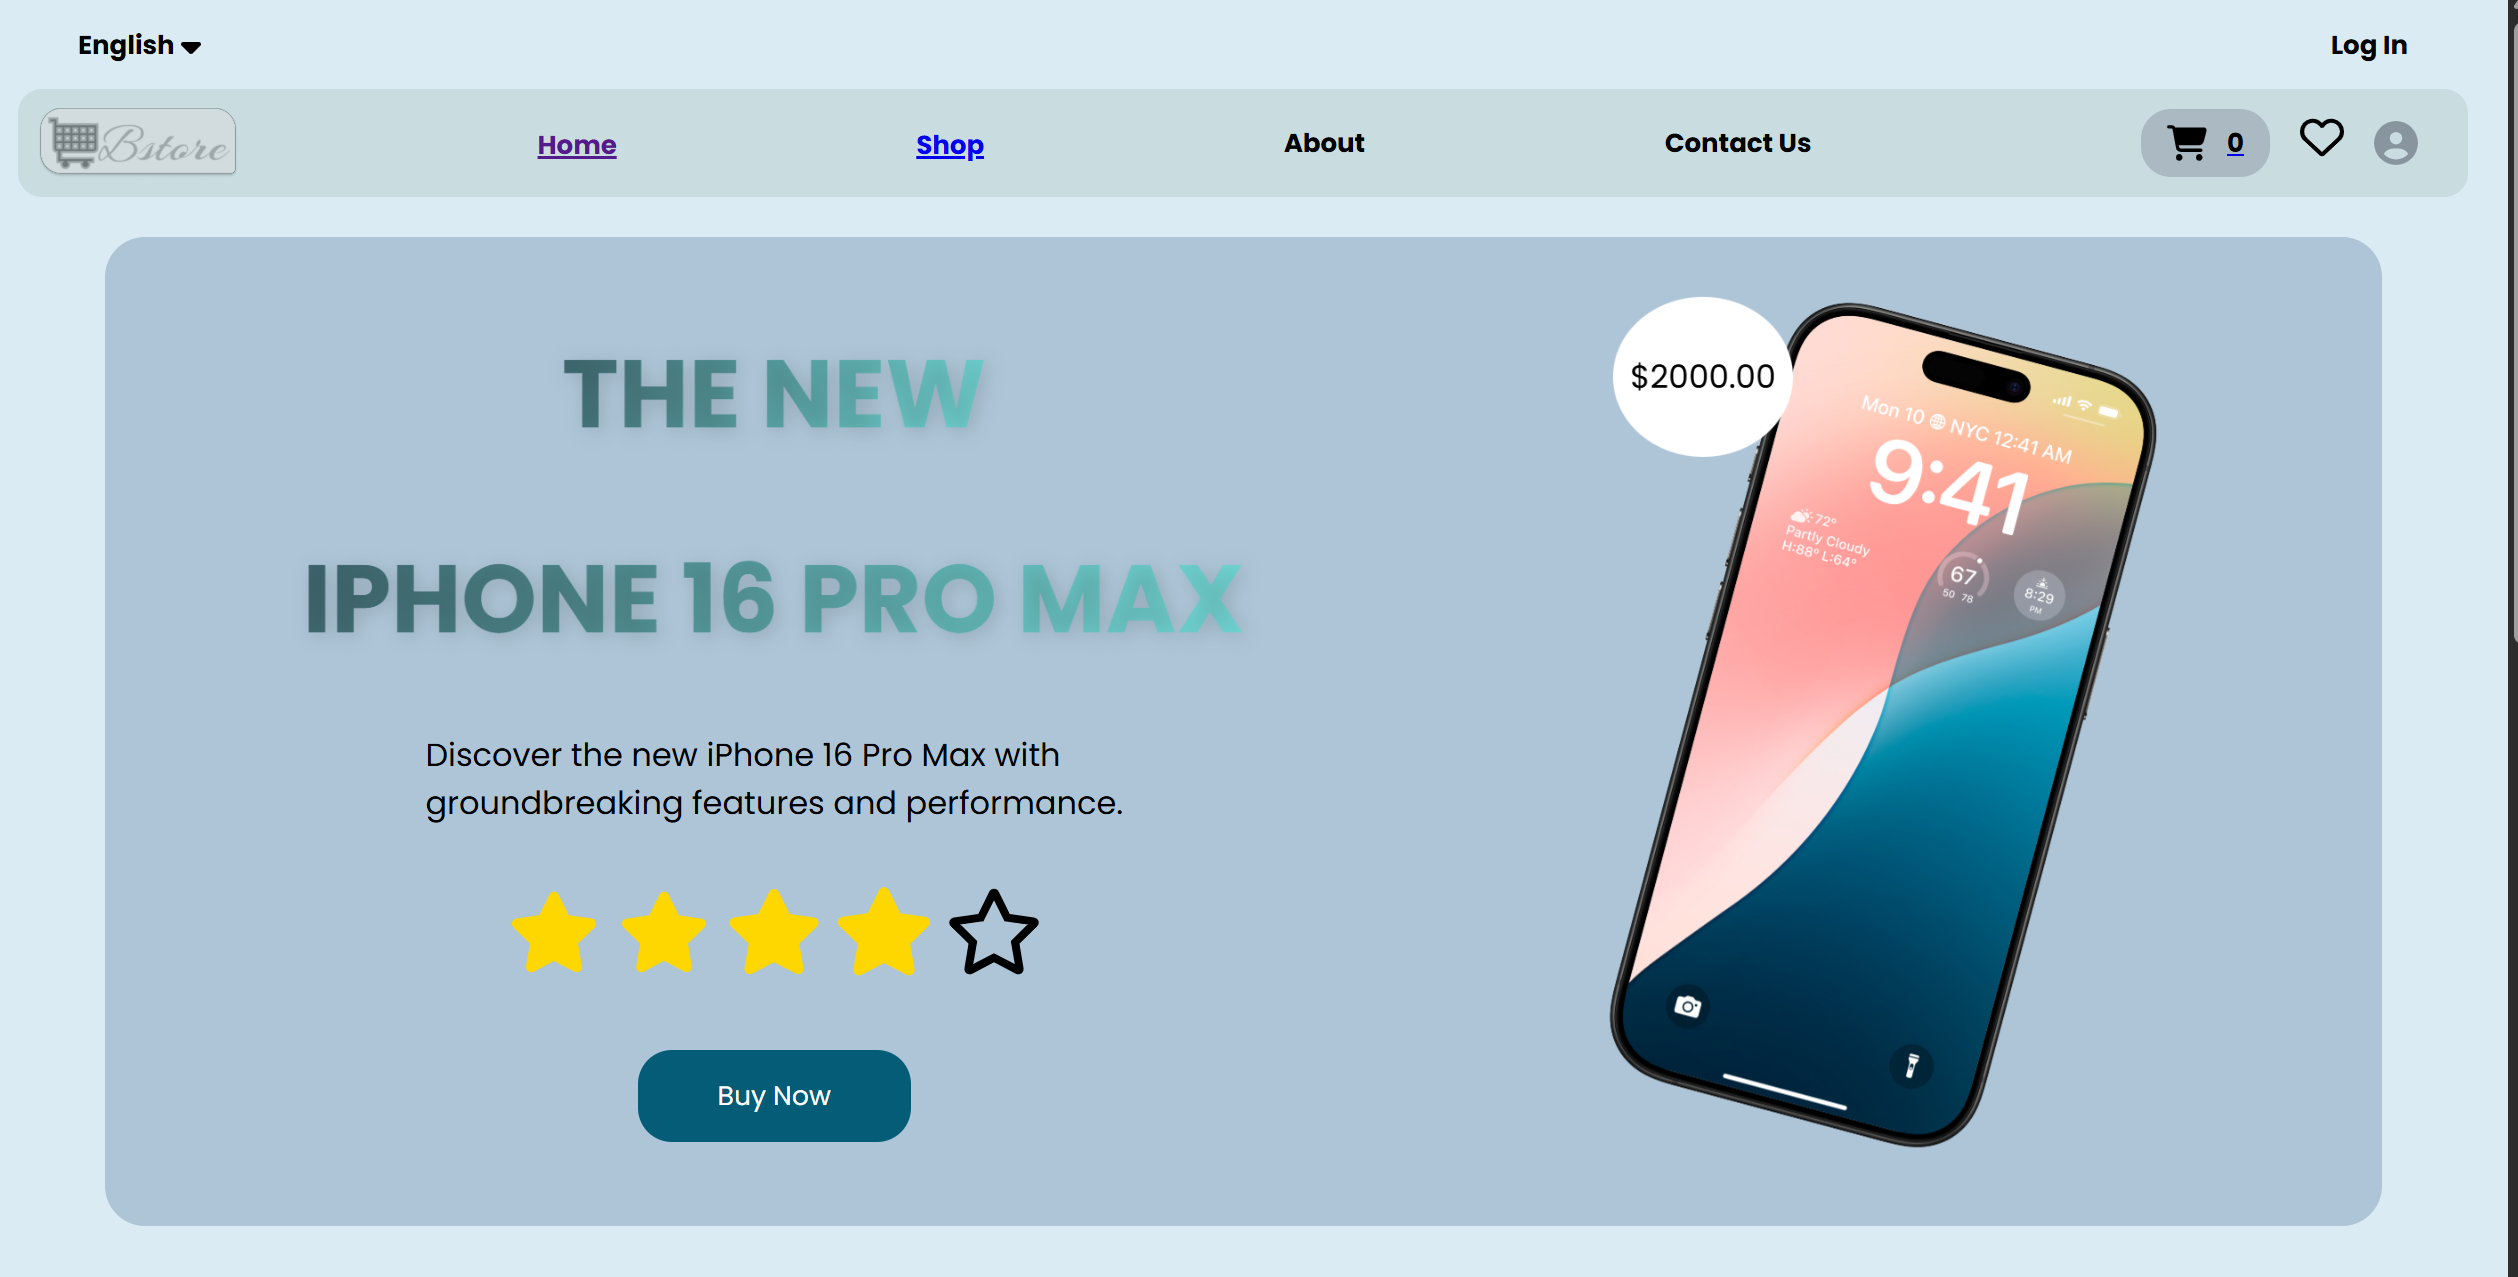 English
Log In
Bstore
Home
Shop
About
Contact Us
0
THE NEW
IPHONE 16 PRO MAX
Discover the new iPhone 16 Pro Max with
groundbreaking features and performance.
Buy Now
$2000.00
Mon 10 NYC 12:41 AM
9:41
72°
Partly Cloudy
H:88° L:64°
67
50 78
8:29
PM